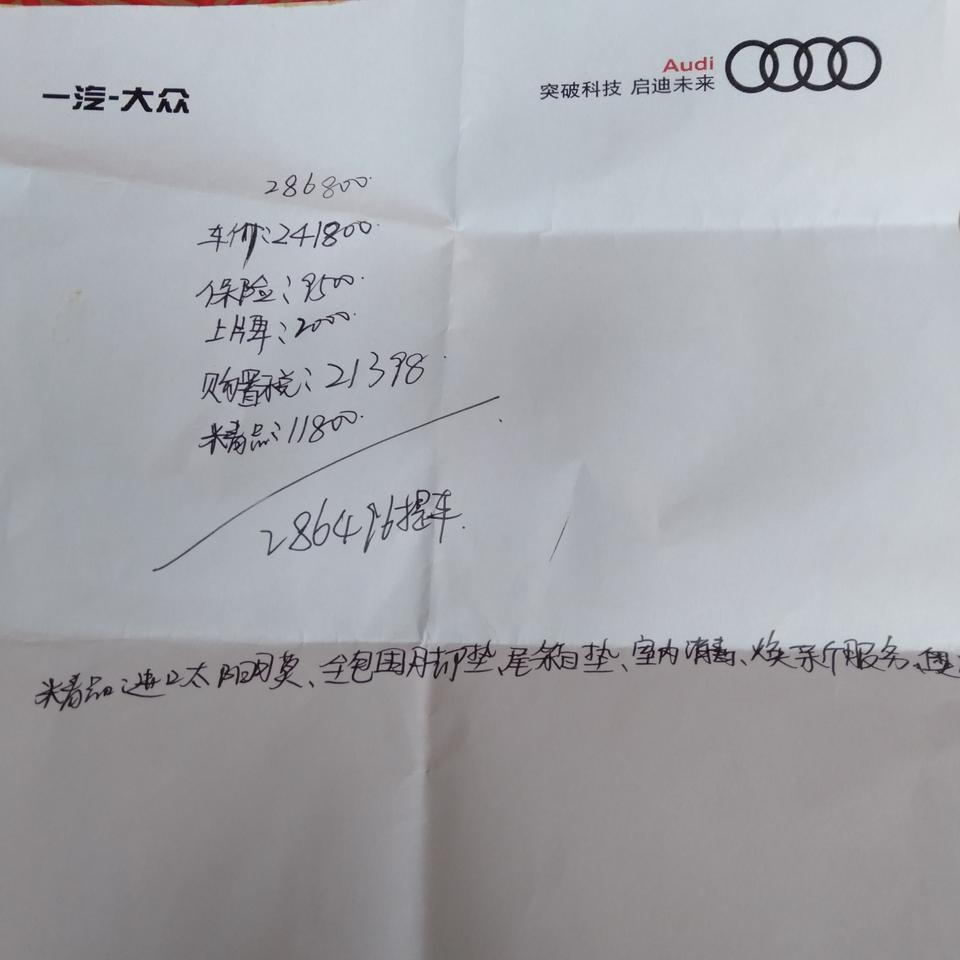 一汽-大众
Audi
突破科技 启迪未来
286800.
车价:241800.
保险:9500.
上牌:2000.
购置税:21398.
精品:11800.
286496提车.
精品:进口太阳膜、全包围脚垫、尾箱垫、室内消毒、焕新服务、